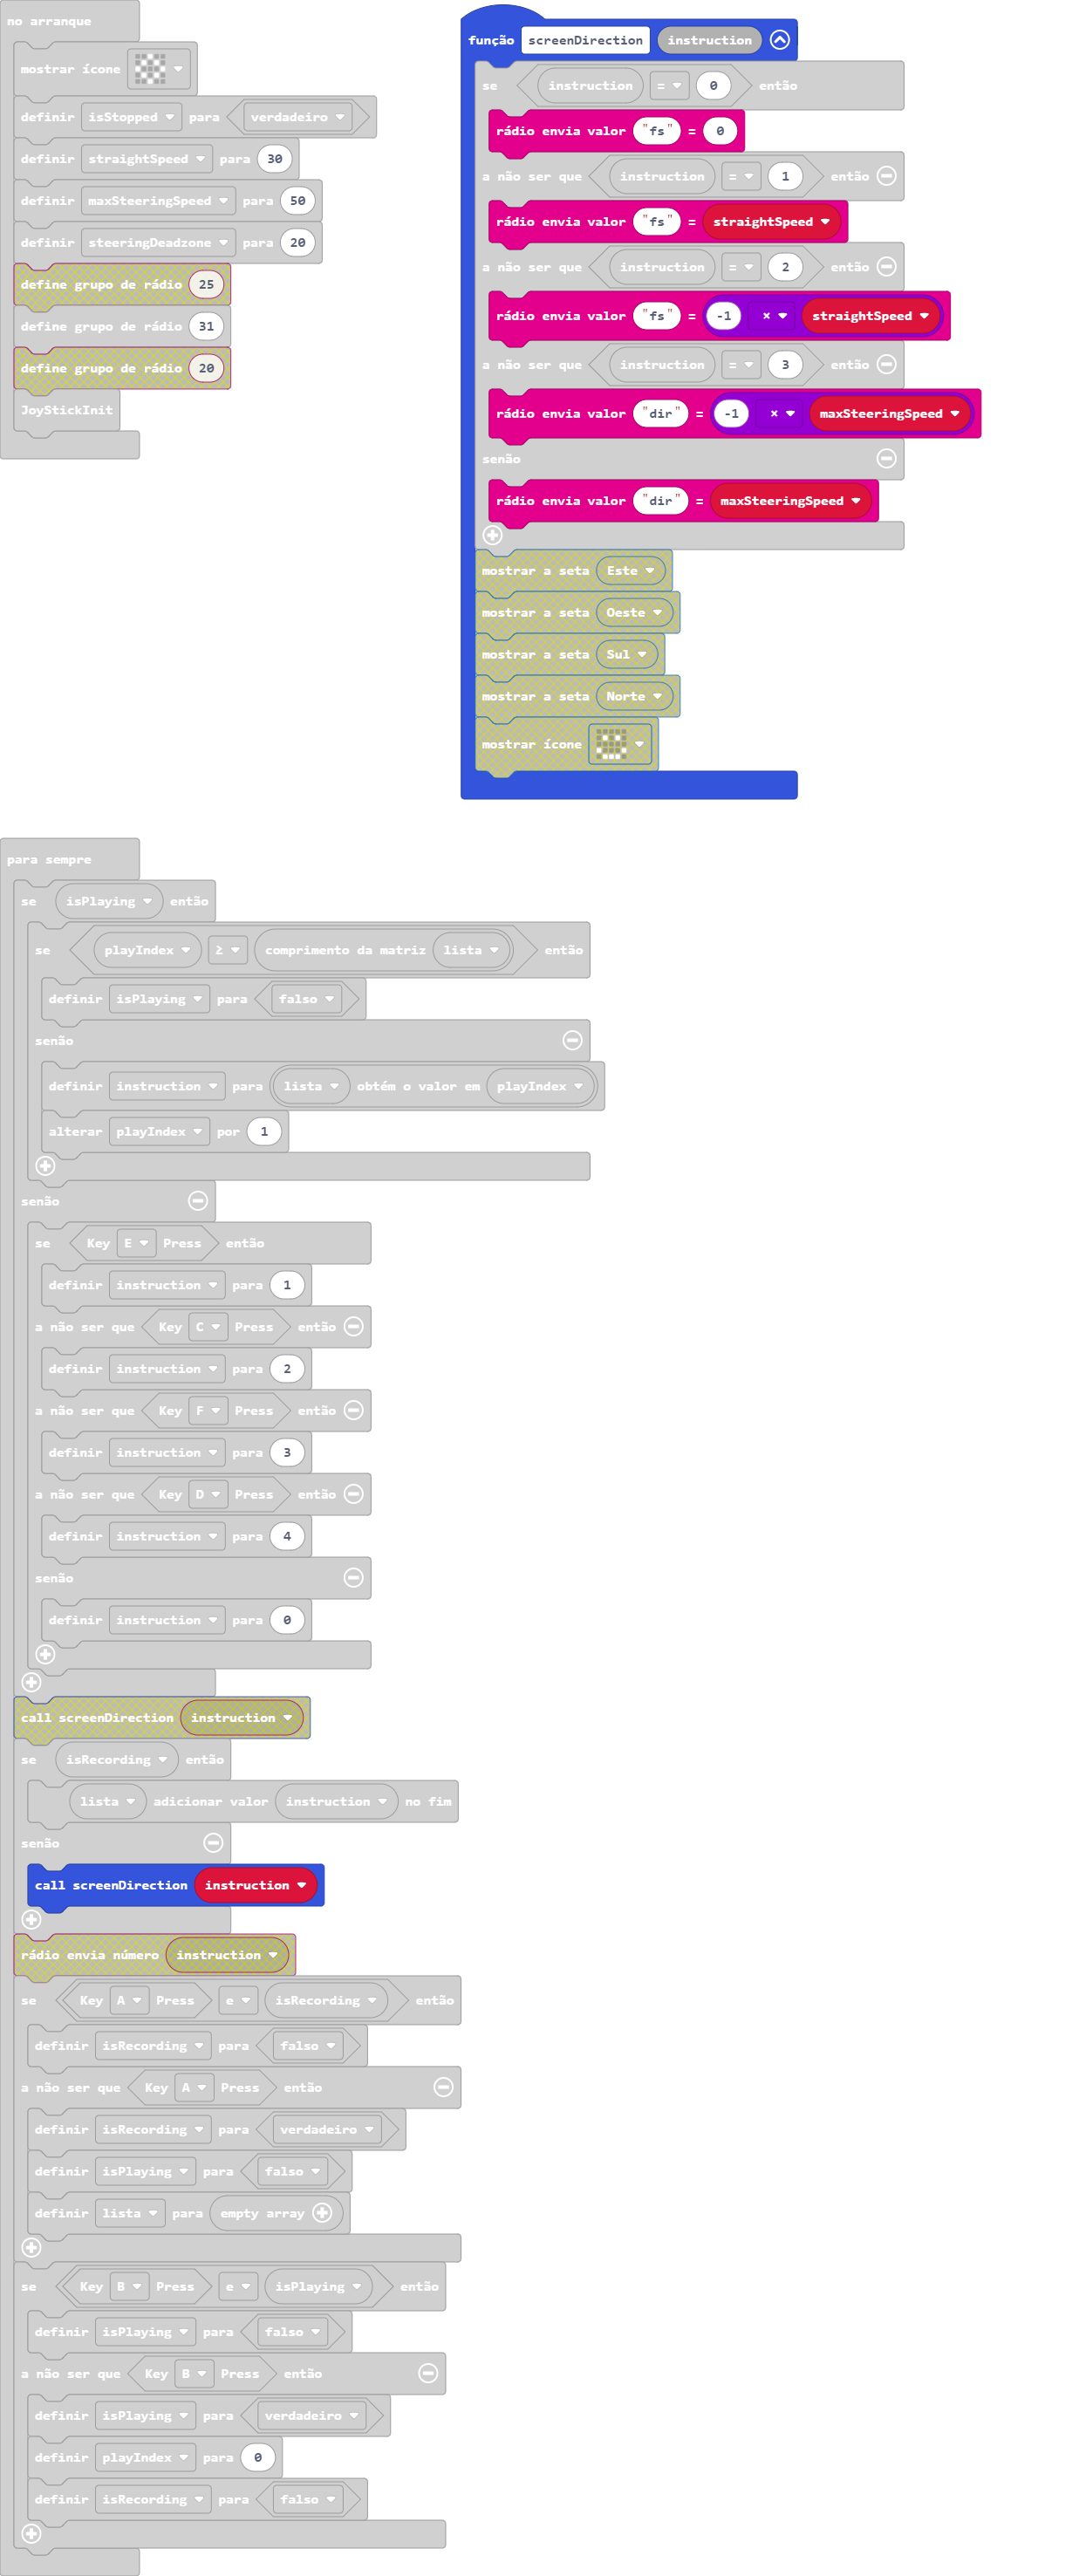 no arranque
mostrar ícone
definir isStopped para verdadeiro
definir straightSpeed para 30
definir maxSteeringSpeed para 50
definir steeringDeadzone para 20
define grupo de rádio 25
define grupo de rádio 31
define grupo de rádio 20
JoyStickInit
função screenDirection instruction
se instruction = 0 então
rádio envia valor "fs" = 0
a não ser que instruction = 1 então
rádio envia valor "fs" = straightSpeed
a não ser que instruction = 2 então
rádio envia valor "fs" = -1 × straightSpeed
a não ser que instruction = 3 então
rádio envia valor "dir" = -1 × maxSteeringSpeed
senão
rádio envia valor "dir" = maxSteeringSpeed
mostrar a seta Este
mostrar a seta Oeste
mostrar a seta Sul
mostrar a seta Norte
mostrar ícone
para sempre
se isPlaying então
se playIndex ≥ comprimento da matriz lista então
definir isPlaying para falso
senão
definir instruction para lista obtém o valor em playIndex
alterar playIndex por 1
senão
se Key E Press então
definir instruction para 1
a não ser que Key C Press então
definir instruction para 2
a não ser que Key F Press então
definir instruction para 3
a não ser que Key D Press então
definir instruction para 4
senão
definir instruction para 0
call screenDirection instruction
se isRecording então
lista adicionar valor instruction no fim
senão
call screenDirection instruction
rádio envia número instruction
se Key A Press e isRecording então
definir isRecording para falso
a não ser que Key A Press então
definir isRecording para verdadeiro
definir isPlaying para falso
definir lista para empty array
se Key B Press e isPlaying então
definir isPlaying para falso
a não ser que Key B Press então
definir isPlaying para verdadeiro
definir playIndex para 0
definir isRecording para falso